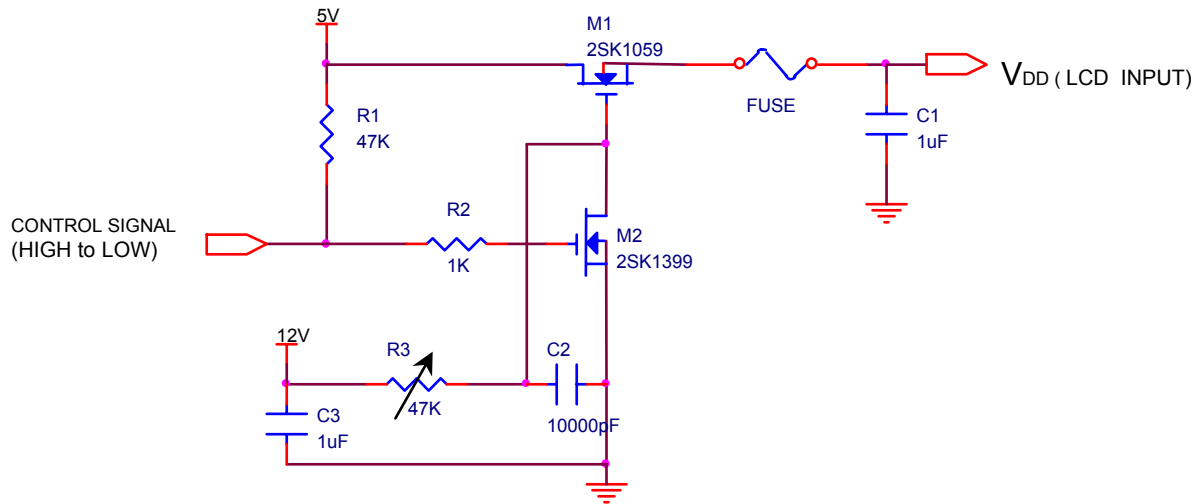 5V
M1
2SK1059
VDD ( LCD INPUT)
FUSE
R1
47K
C1
1uF
CONTROL SIGNAL
(HIGH to LOW)
R2
1K
M2
2SK1399
12V
R3
47K
C2
10000pF
C3
1uF